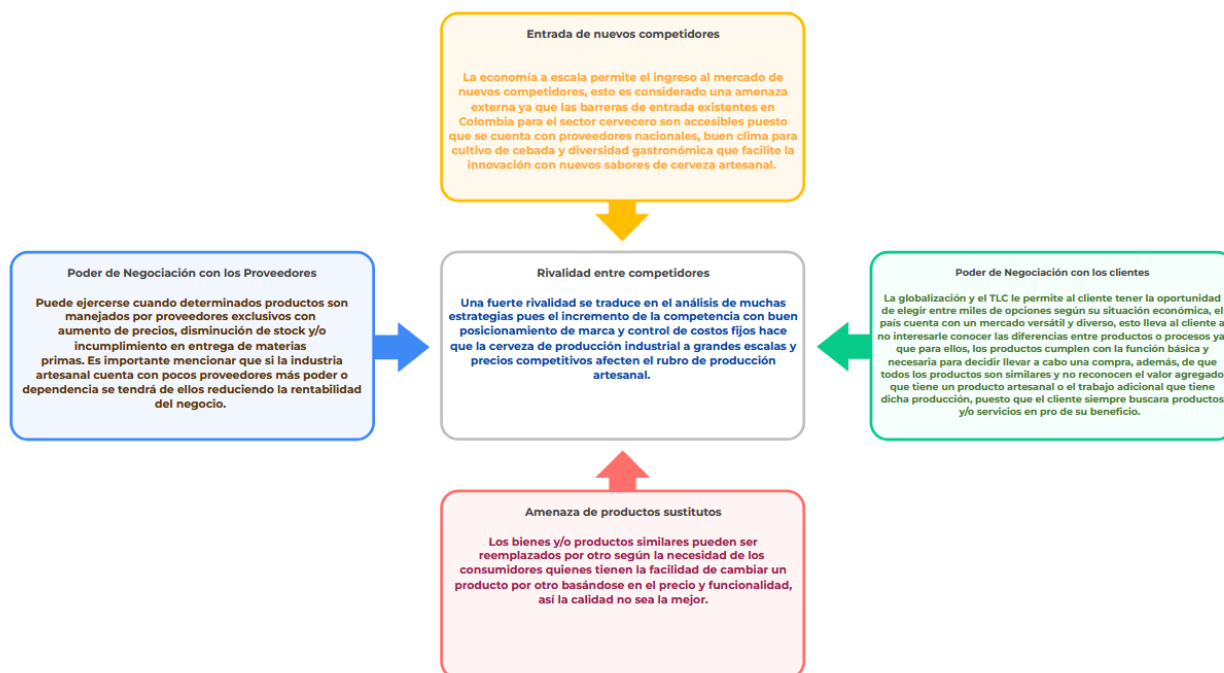 Entrada de nuevos competidores
La economía a escala permite el ingreso al mercado de
nuevos competidores, esto es considerado una amenaza
externa ya que las barreras de entrada existentes en
Colombia para el sector cervecero son accesibles puesto
que se cuenta con proveedores nacionales, buen clima para
cultivo de cebada y diversidad gastronómica que facilite la
innovación con nuevos sabores de cerveza artesanal.
Poder de Negociación con los Proveedores
Puede ejercerse cuando determinados productos son
manejados por proveedores exclusivos con
aumento de precios, disminución de stock y/o
incumplimiento en entrega de materias
primas. Es importante mencionar que si la industria
artesanal cuenta con pocos proveedores más poder o
dependencia se tendrá de ellos reduciendo la rentabilidad
del negocio.
Rivalidad entre competidores
Una fuerte rivalidad se traduce en el análisis de muchas
estrategias pues el incremento de la competencia con buen
posicionamiento de marca y control de costos fijos hace
que la cerveza de producción industrial a grandes escalas y
precios competitivos afecten el rubro de producción
artesanal.
Poder de Negociación con los clientes
La globalización y el TLC le permite al cliente tener la oportunidad
de elegir entre miles de opciones según su situación económica, el
país cuenta con un mercado versátil y diverso, esto lleva al cliente a
no interesarle conocer las diferencias entre productos o procesos ya
que para ellos, los productos cumplen con la función básica y
necesaria para decidir llevar a cabo una compra, además, de que
todos los productos son similares y no reconocen el valor agregado
que tiene un producto artesanal o el trabajo adicional que tiene
dicha producción, puesto que el cliente siempre buscara productos
y/o servicios en pro de su beneficio.
Amenaza de productos sustitutos
Los bienes y/o productos similares pueden ser
reemplazados por otro según la necesidad de los
consumidores quienes tienen la facilidad de cambiar un
producto por otro basándose en el precio y funcionalidad,
así la calidad no sea la mejor.